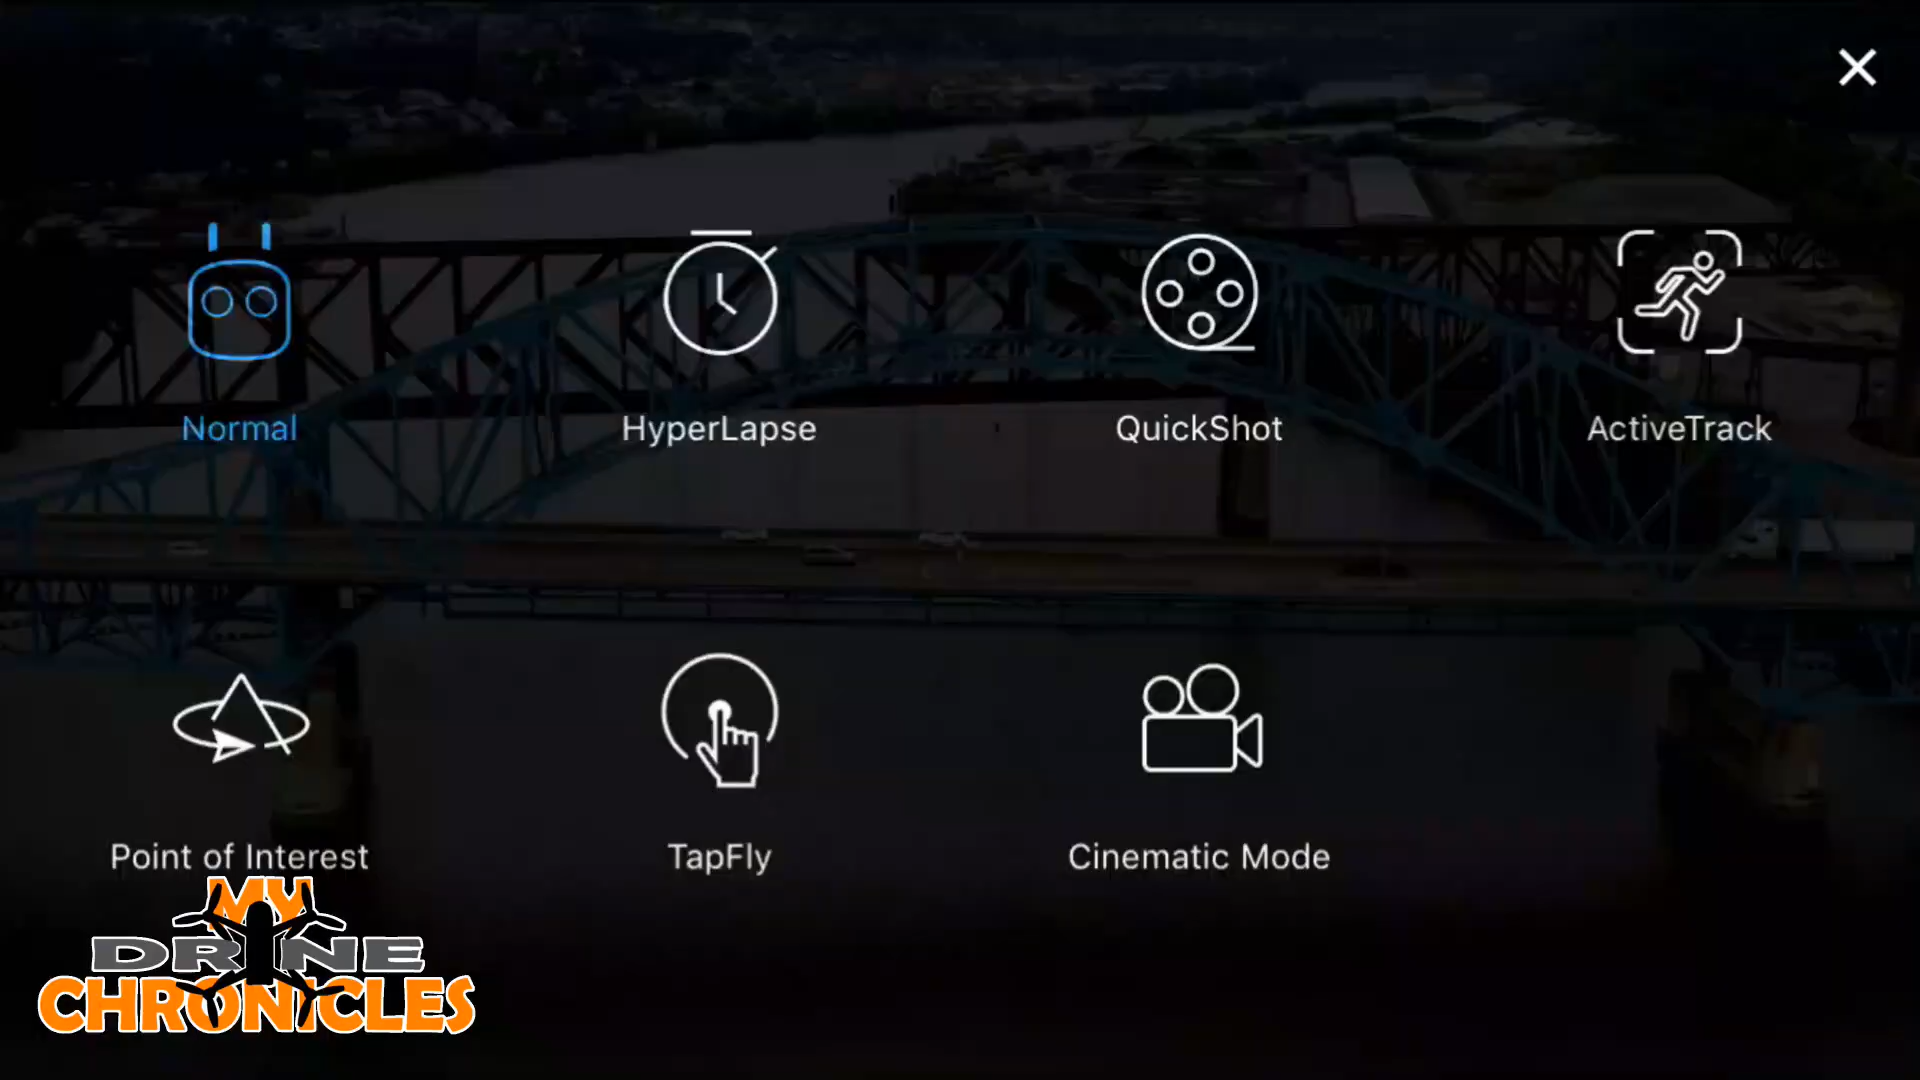 Normal
HyperLapse
QuickShot
ActiveTrack
Point of Interest
TapFly
Cinematic Mode
MY
DRONE
CHRONICLES